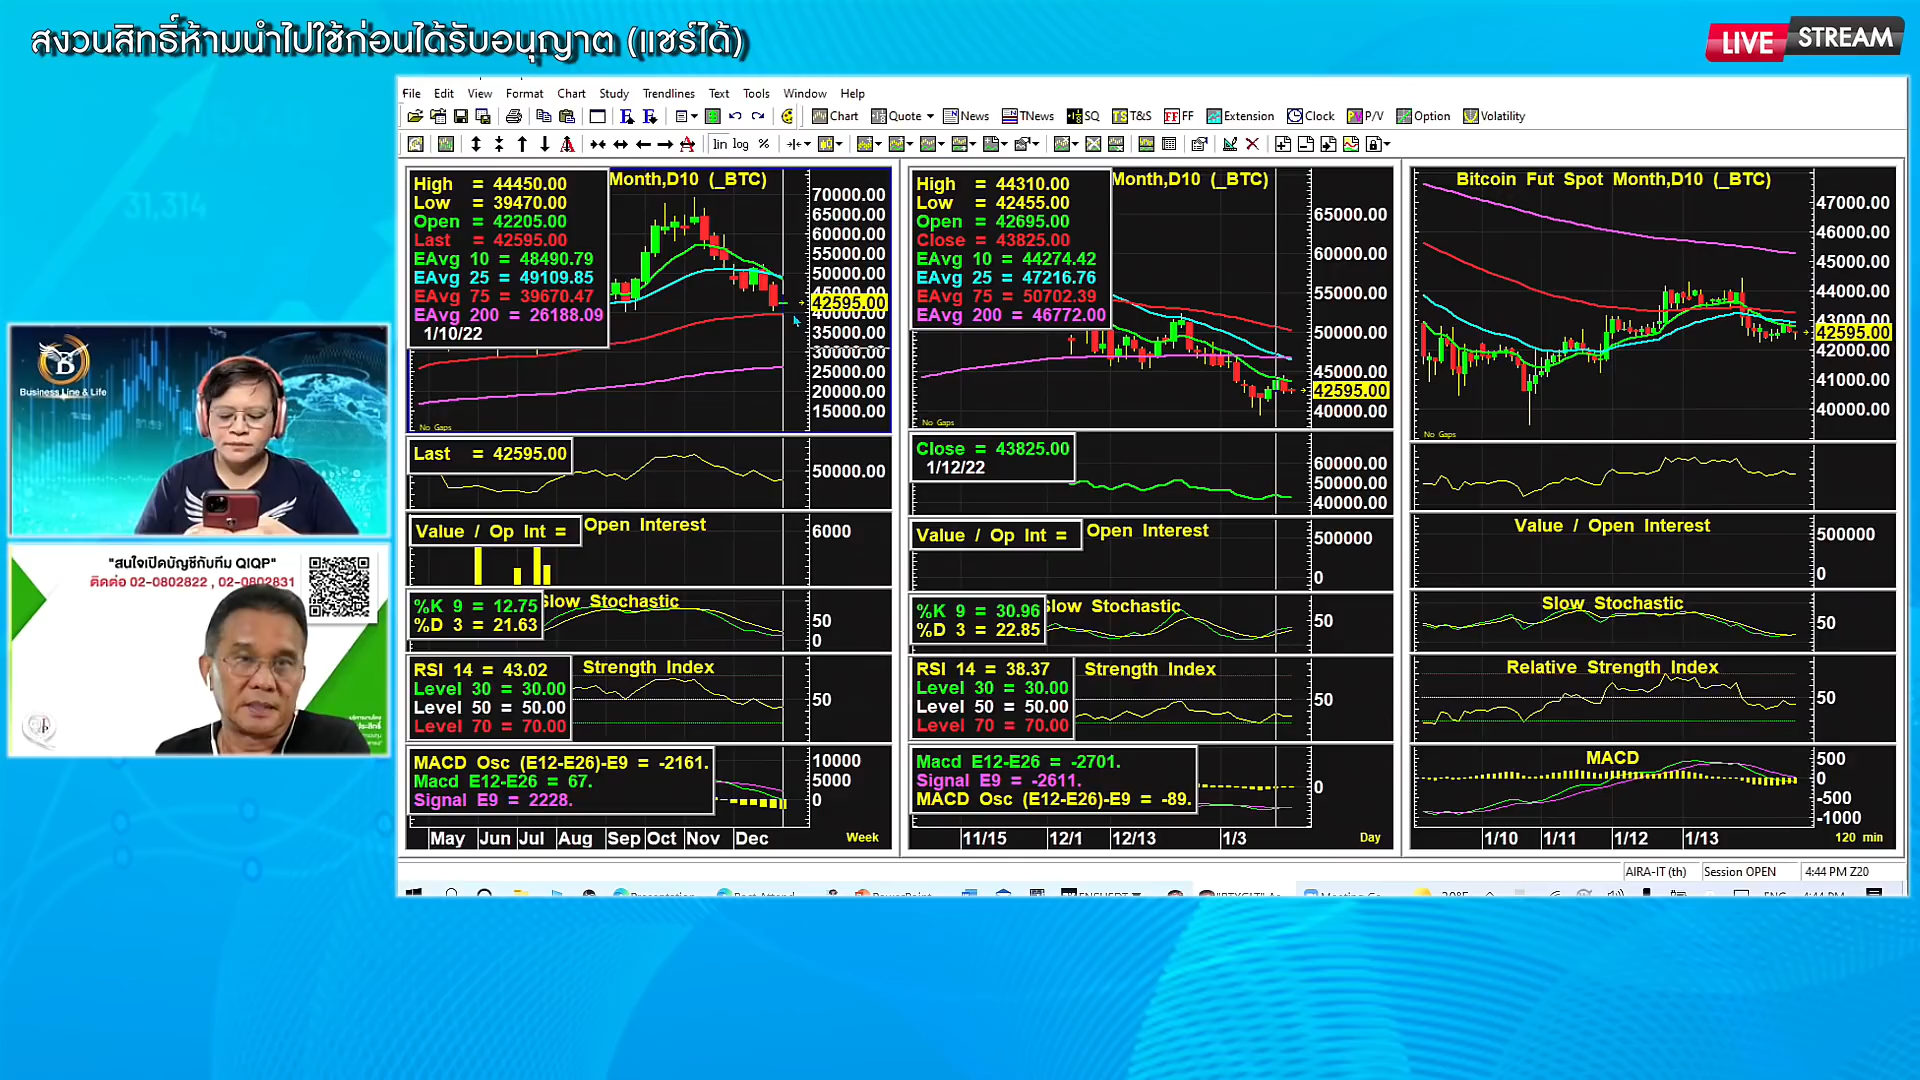 สงวนสิทธิ์ห้ามนำไปใช้ก่อนได้รับอนุญาต (แชร์ได้)
LIVE STREAM
31,314
File Edit View Format Chart Study Trendlines Text Tools Window Help
Chart Quote News TNews SQ T&S FF Extension Clock P/V Option Volatility
lin log %
High = 44450.00
Low = 39470.00
Open = 42205.00
Last = 42595.00
EAvg 10 = 48490.79
EAvg 25 = 49109.85
EAvg 75 = 39670.47
EAvg 200 = 26188.09
1/10/22
Month,D10 (_BTC)
70000.00
65000.00
60000.00
55000.00
50000.00
42595.00
40000.00
35000.00
30000.00
25000.00
20000.00
15000.00
No Gaps
Last = 42595.00
50000.00
Value / Op Int =
Open Interest
6000
%K 9 = 12.75
%D 3 = 21.63
Slow Stochastic
50
0
RSI 14 = 43.02
Level 30 = 30.00
Level 50 = 50.00
Level 70 = 70.00
Strength Index
50
MACD Osc (E12-E26)-E9 = -2161.
Macd E12-E26 = 67.
Signal E9 = 2228.
10000
5000
0
May Jun Jul Aug Sep Oct Nov Dec Week
High = 44310.00
Low = 42455.00
Open = 42695.00
Close = 43825.00
EAvg 10 = 44274.42
EAvg 25 = 47216.76
EAvg 75 = 50702.39
EAvg 200 = 46772.00
Month,D10 (_BTC)
65000.00
60000.00
55000.00
50000.00
45000.00
42595.00
40000.00
No Gaps
Close = 43825.00
1/12/22
60000.00
50000.00
40000.00
Value / Op Int =
Open Interest
500000
0
%K 9 = 30.96
%D 3 = 22.85
Slow Stochastic
50
RSI 14 = 38.37
Level 30 = 30.00
Level 50 = 50.00
Level 70 = 70.00
Strength Index
50
Macd E12-E26 = -2701.
Signal E9 = -2611.
MACD Osc (E12-E26)-E9 = -89.
0
11/15 12/1 12/13 1/3 Day
Bitcoin Fut Spot Month,D10 (_BTC)
47000.00
46000.00
45000.00
44000.00
43000.00
42595.00
42000.00
41000.00
40000.00
No Gaps
Value / Open Interest
500000
0
Slow Stochastic
50
Relative Strength Index
50
MACD
500
0
-500
-1000
1/10 1/11 1/12 1/13 120 min
AIRA-IT (th) Session OPEN 4:44 PM Z20
B
Business Line & Life
"สนใจเปิดบัญชีกับทีม QIQP"
ติดต่อ 02-0802822 , 02-0802831